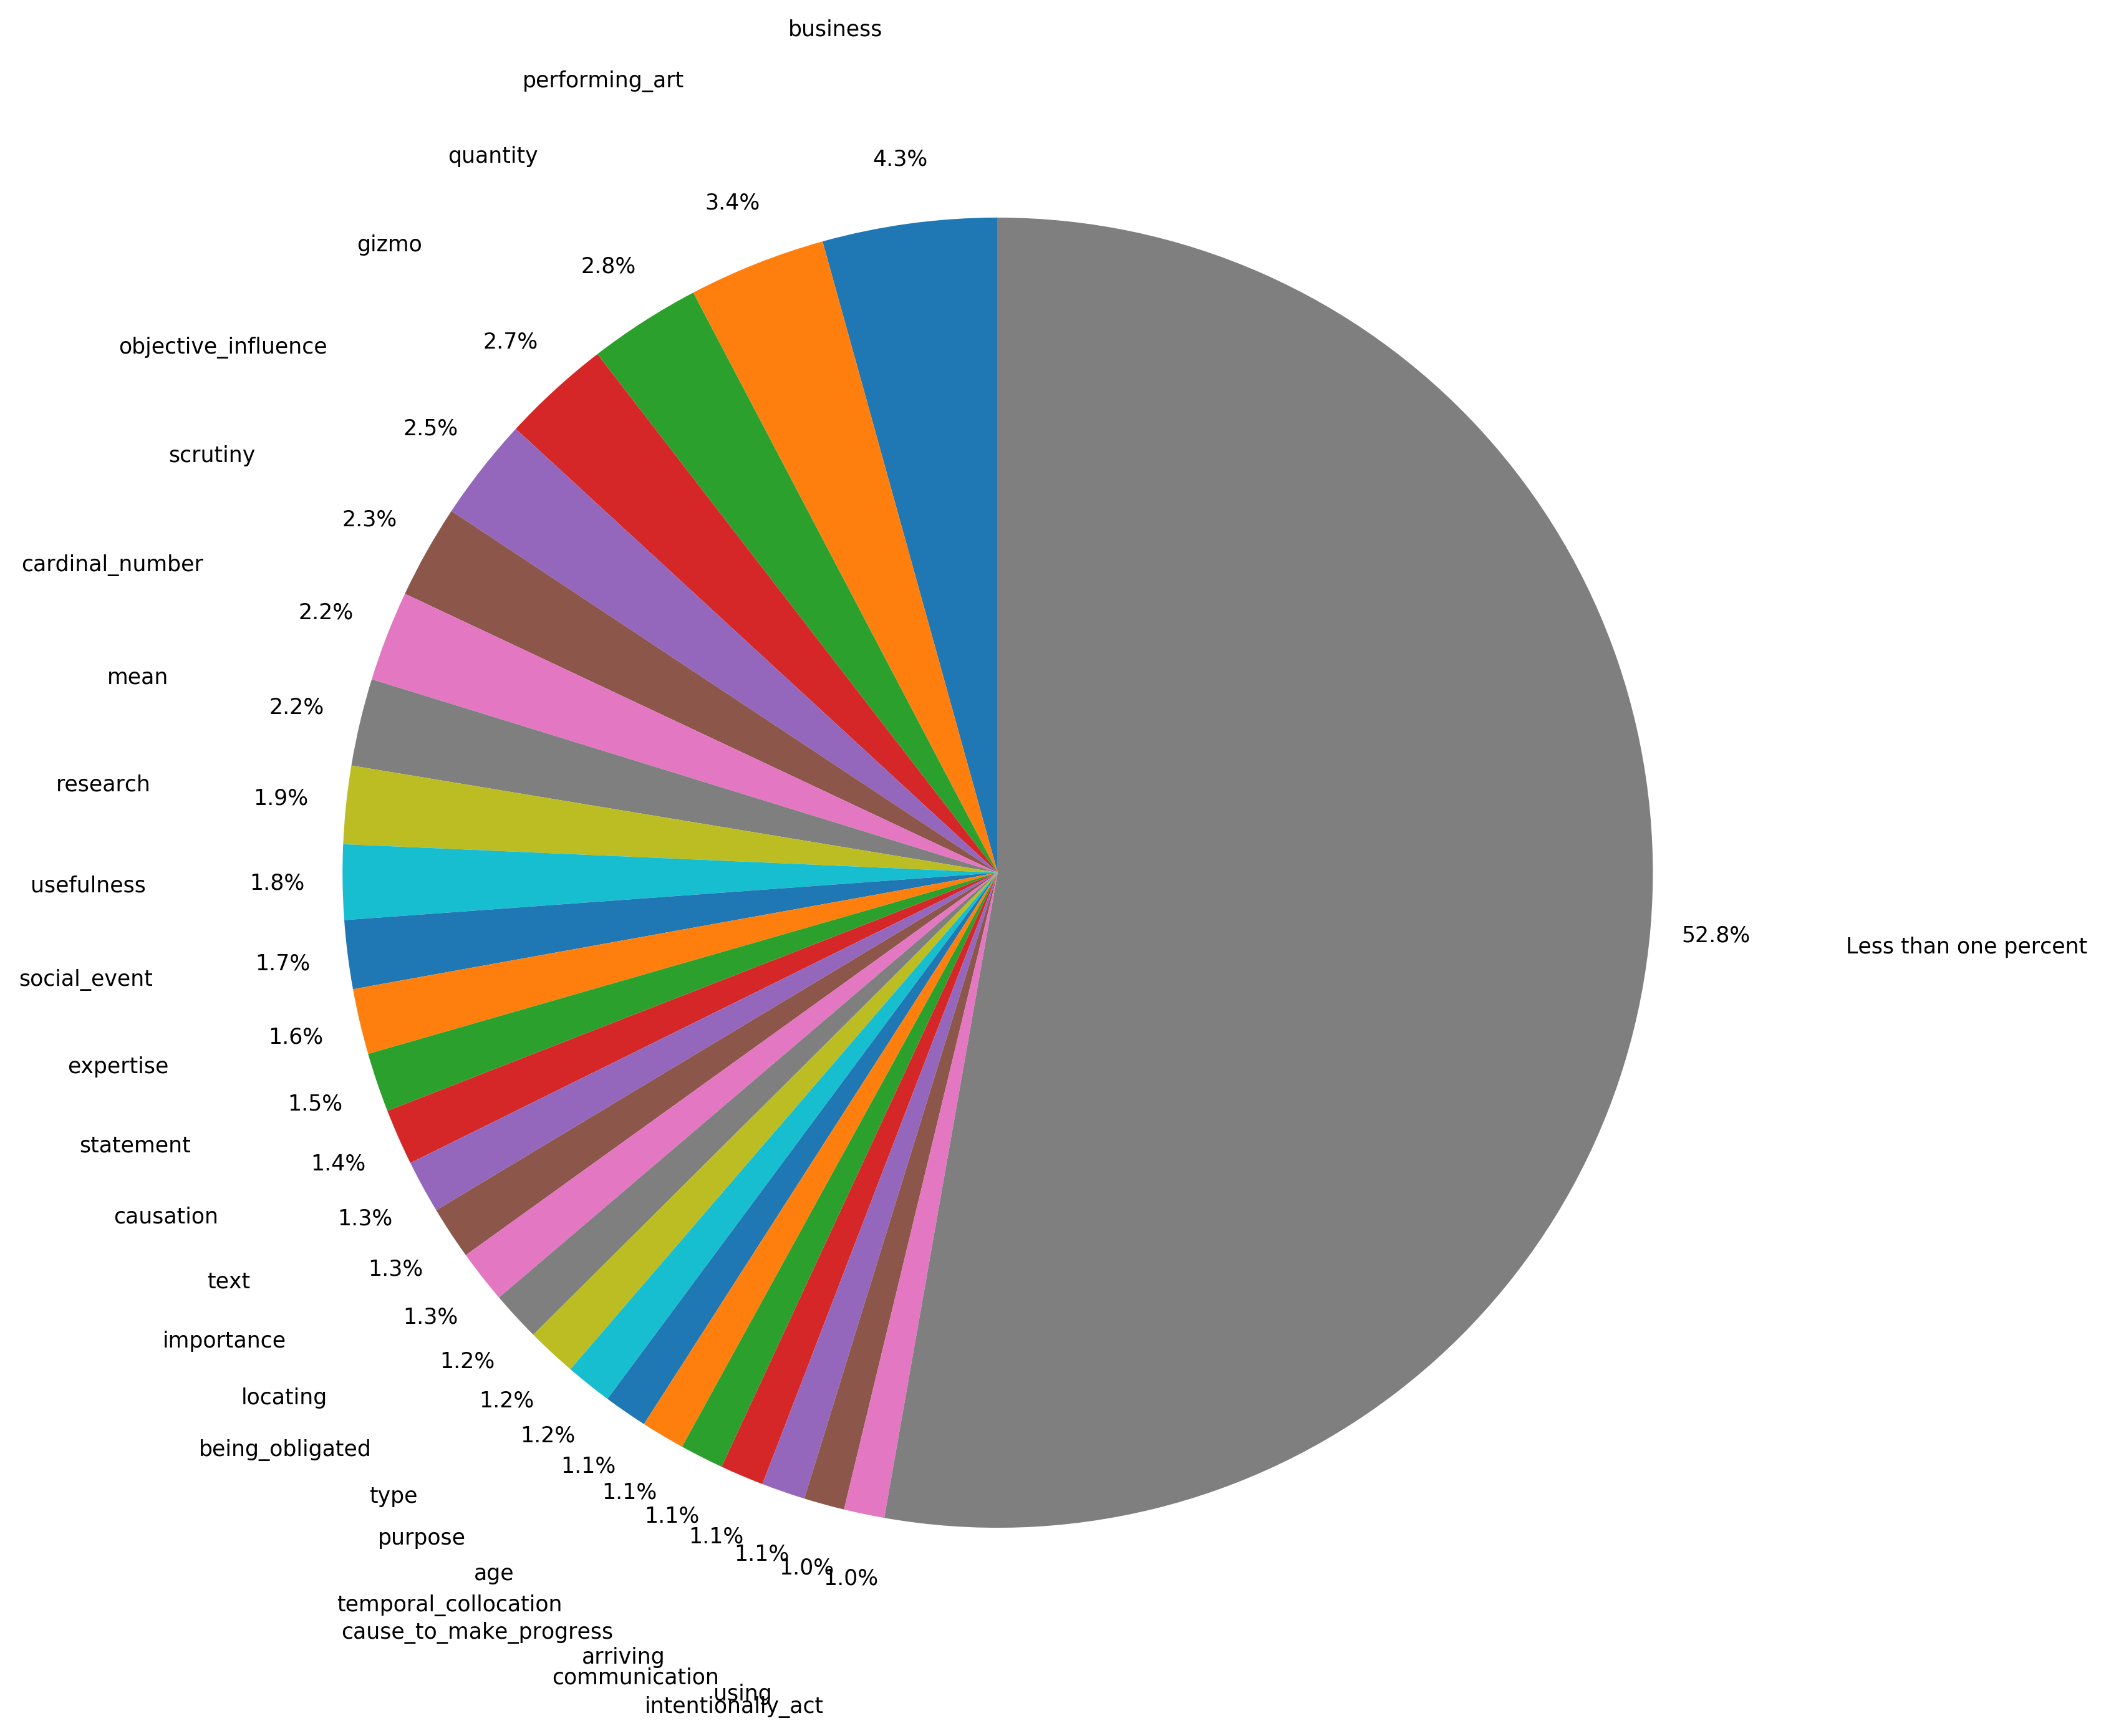 business
4.3%
performing_art
3.4%
quantity
2.8%
gizmo
2.7%
objective_influence
2.5%
scrutiny
2.3%
cardinal_number
2.2%
mean
2.2%
research
1.9%
usefulness
1.8%
social_event
1.7%
expertise
1.6%
statement
1.5%
causation
1.4%
text
1.3%
importance
1.3%
locating
1.3%
being_obligated
1.2%
type
1.2%
purpose
1.2%
age
1.1%
temporal_collocation
1.1%
cause_to_make_progress
1.1%
arriving
1.1%
communication
1.1%
using
1.0%
intentionally_act
1.0%
Less than one percent
52.8%